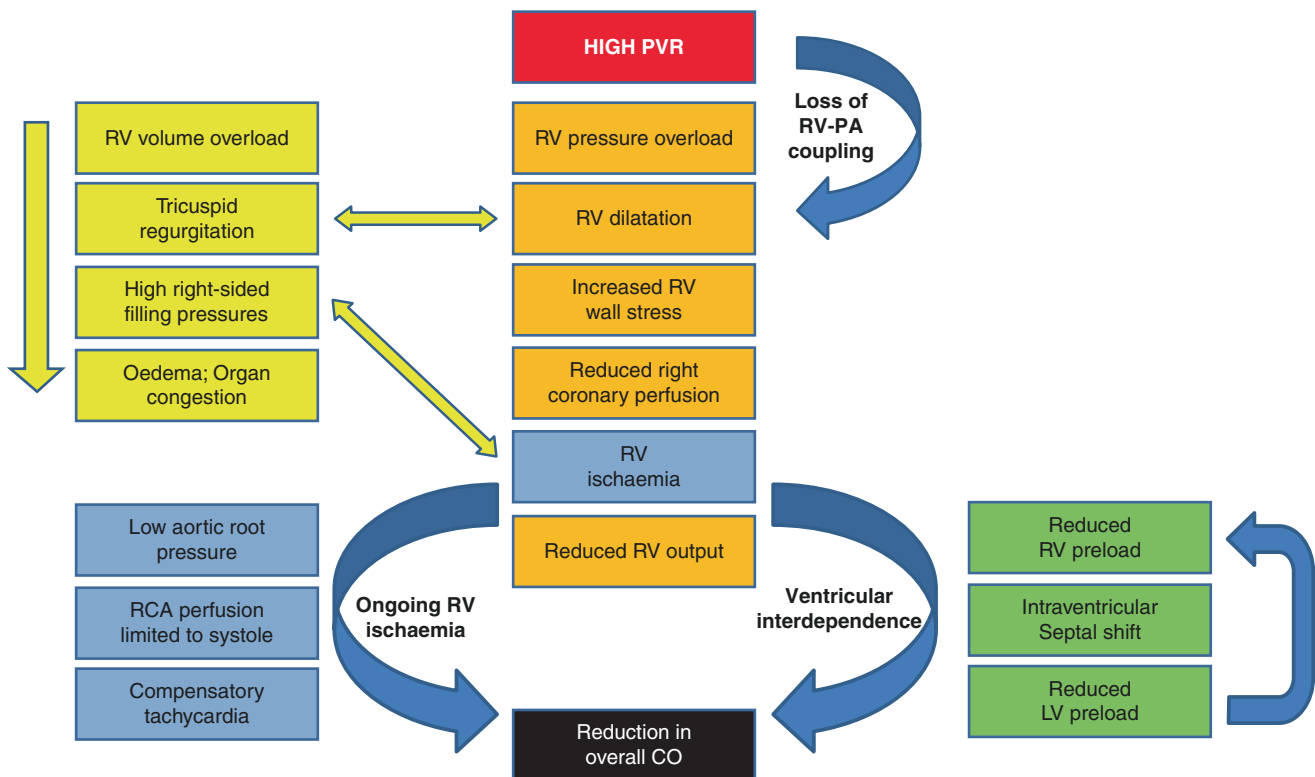 HIGH PVR
Loss of
RV-PA
coupling
RV volume overload
RV pressure overload
Tricuspid
regurgitation
RV dilatation
High right-sided
filling pressures
Increased RV
wall stress
Oedema; Organ
congestion
Reduced right
coronary perfusion
RV
ischaemia
Low aortic root
pressure
Reduced RV output
Reduced
RV preload
Ongoing RV
ischaemia
Ventricular
interdependence
RCA perfusion
limited to systole
Intraventricular
Septal shift
Compensatory
tachycardia
Reduced
LV preload
Reduction in
overall CO